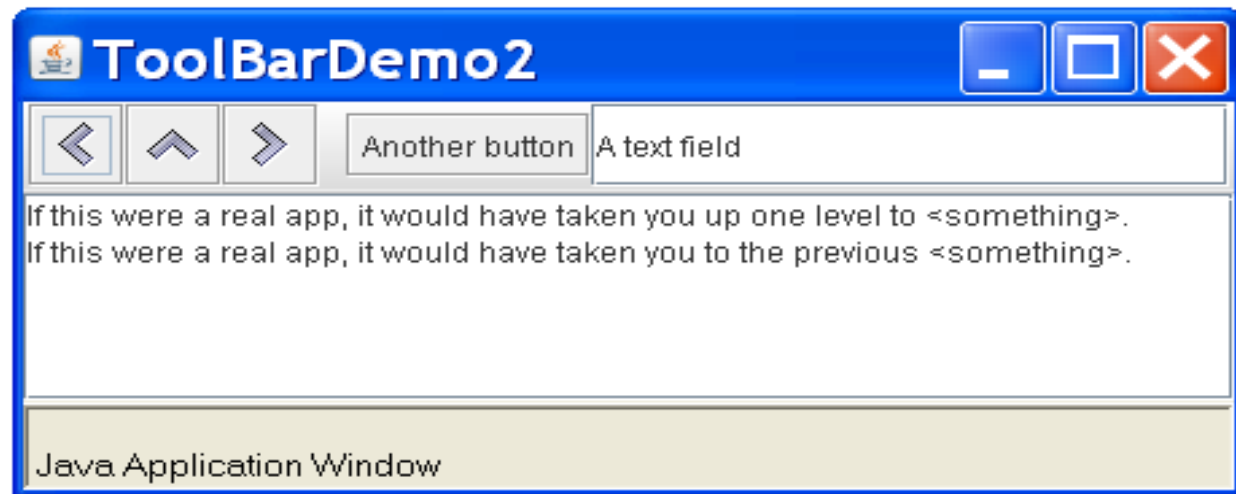 ToolBarDemo2
Another button A text field
If this were a real app, it would have taken you up one level to <something>.
If this were a real app, it would have taken you to the previous <something>.
Java Application Window